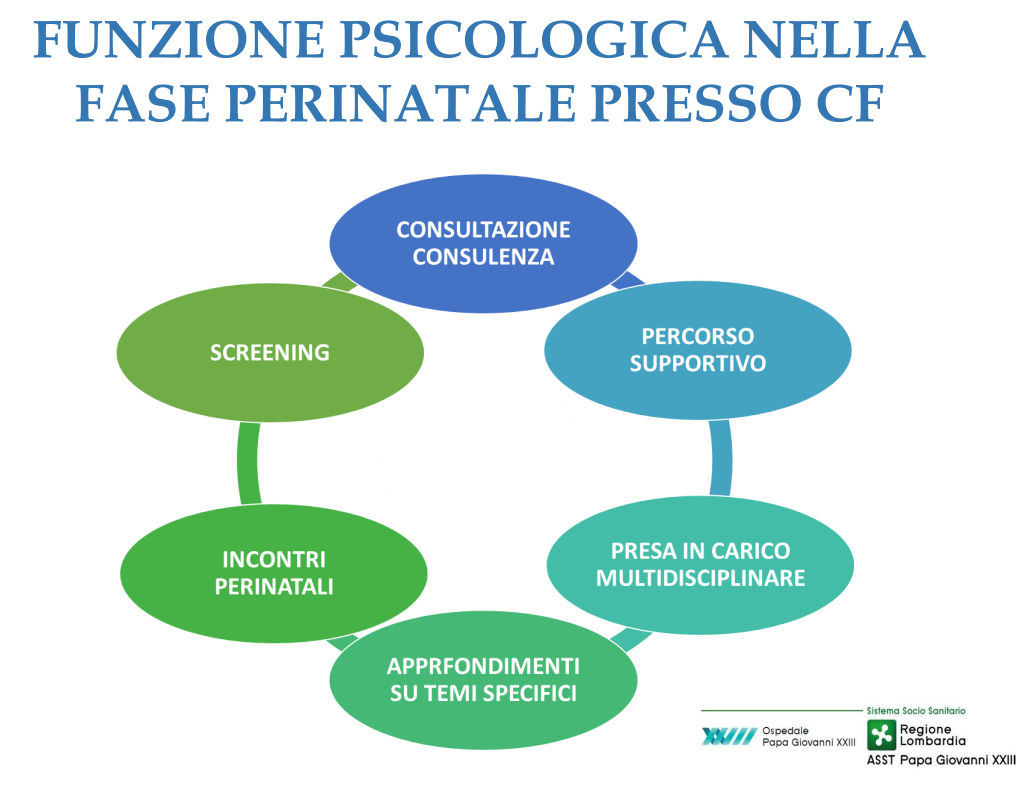 FUNZIONE PSICOLOGICA NELLA
FASE PERINATALE PRESSO CF
CONSULTAZIONE
CONSULENZA
PERCORSO
SUPPORTIVO
PRESA IN CARICO
MULTIDISCIPLINARE
APPRFONDIMENTI
SU TEMI SPECIFICI
INCONTRI
PERINATALI
SCREENING
Sistema Socio Sanitario
XXIII
Ospedale
Papa Giovanni XXIII
Regione
Lombardia
ASST Papa Giovanni XXIII